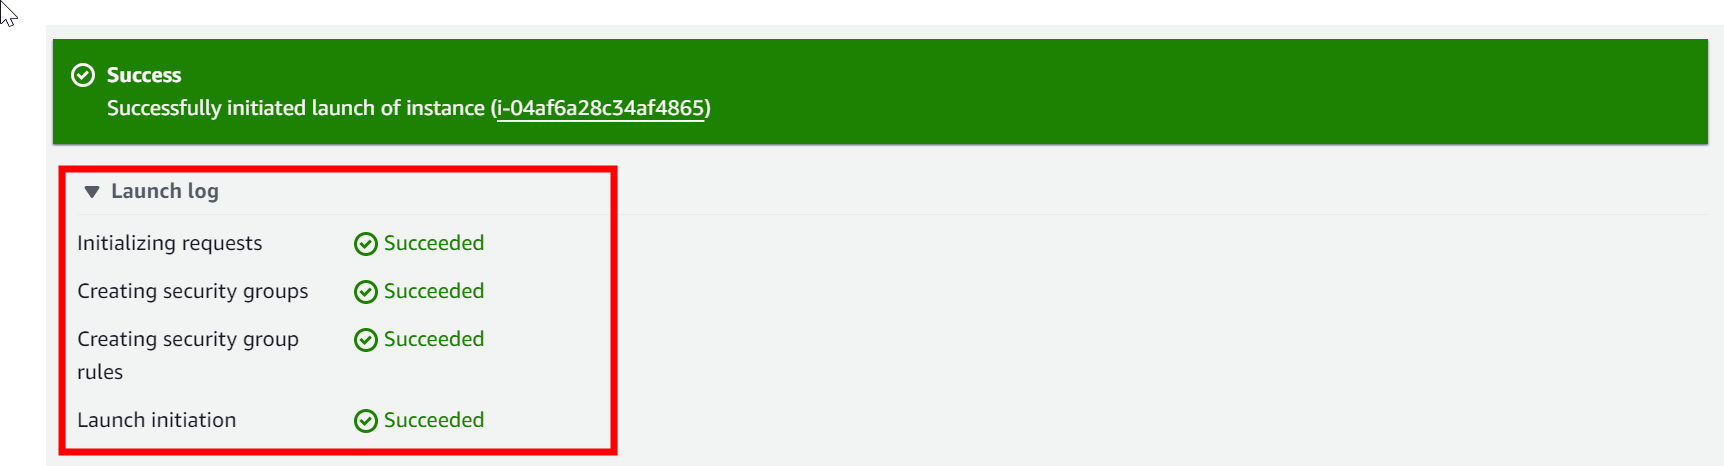 Success
Successfully initiated launch of instance (i-04af6a28c34af4865)
Launch log
Initializing requests Succeeded
Creating security groups Succeeded
Creating security group Succeeded
rules
Launch initiation Succeeded